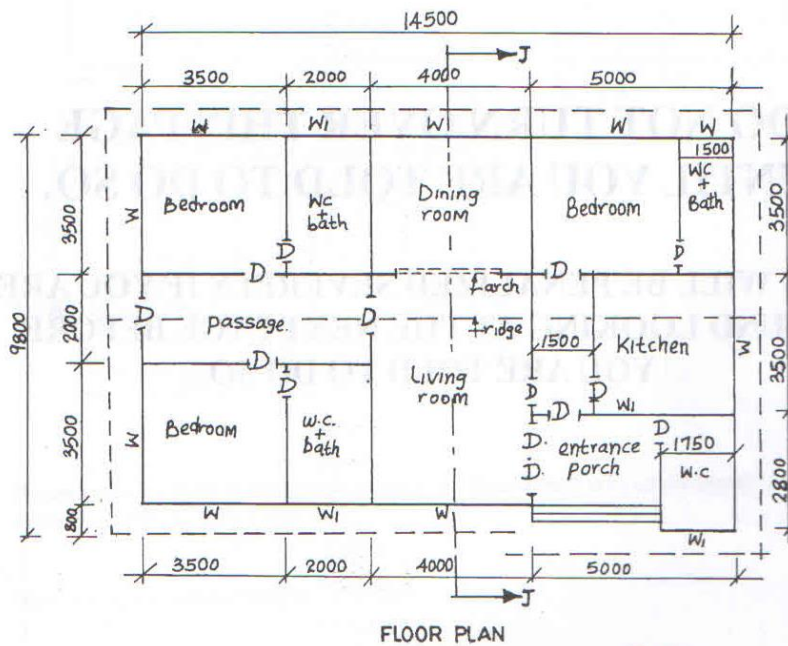 14500
J
3500 2000 4000 5000
W W1 W W W
1500
WC
+
Bath
Bedroom
WC
+
bath
Dining
room
Bedroom
3500
3500
W
D
D
D
D
arch
D
D
Passage
ridge
1500
Kitchen
W
9800
2000
3500
D
D
Living
room
D
D
D
W1
Bedroom
W.C.
+
bath
D.
D.
entrance
porch
D
1750
W.C
W
3500
2800
800
W W1 W
W1
3500 2000 4000 5000
J
FLOOR PLAN